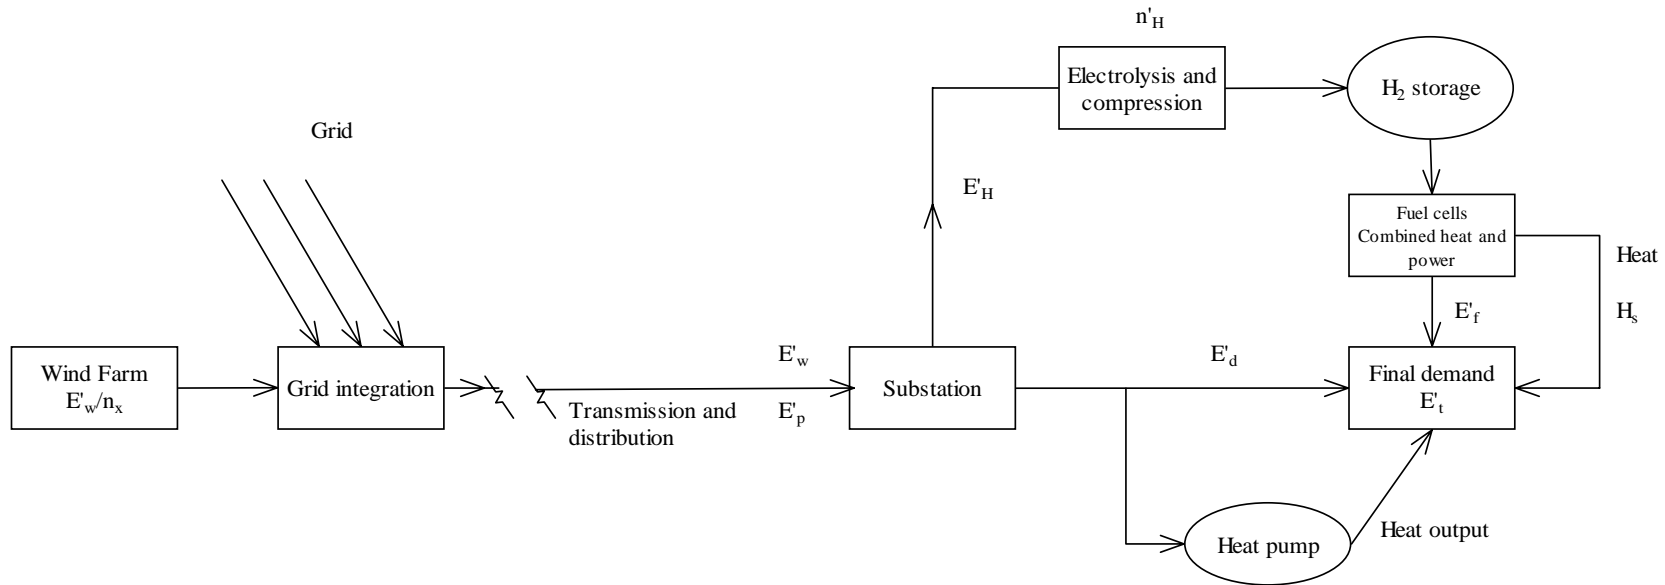 n'H
Electrolysis and
compression
H2 storage
Grid
E'H
Fuel cells
Combined heat and
power
Heat
Hs
E'f
Wind Farm
E'w/nx
Grid integration
Transmission and
distribution
E'w
E'p
Substation
E'd
Final demand
E't
Heat pump
Heat output